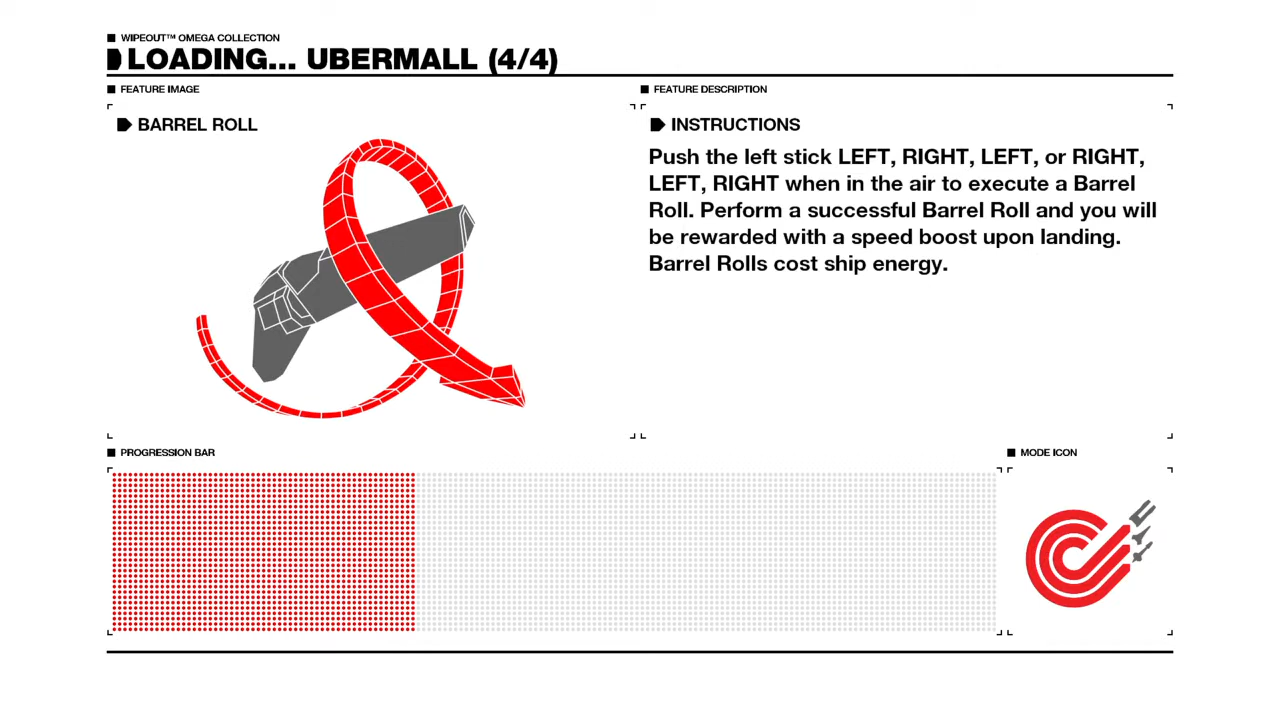 WIPEOUT™ OMEGA COLLECTION
LOADING... UBERMALL (4/4)
FEATURE IMAGE
BARREL ROLL
FEATURE DESCRIPTION
INSTRUCTIONS
Push the left stick LEFT, RIGHT, LEFT, or RIGHT,
LEFT, RIGHT when in the air to execute a Barrel
Roll. Perform a successful Barrel Roll and you will
be rewarded with a speed boost upon landing.
Barrel Rolls cost ship energy.
PROGRESSION BAR
MODE ICON